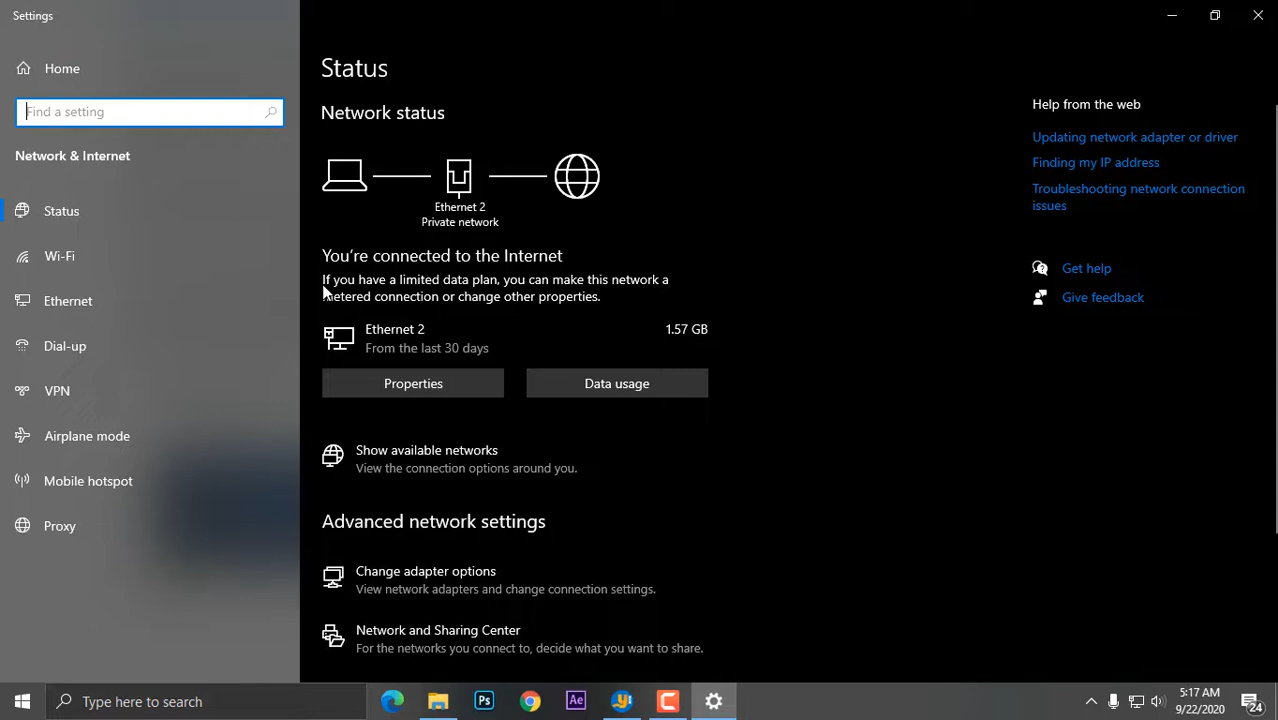 Settings
Home
Find a setting
Network & Internet
Status
Wi-Fi
Ethernet
Dial-up
VPN
Airplane mode
Mobile hotspot
Proxy
Status
Network status
Ethernet 2
Private network
You're connected to the Internet
If you have a limited data plan, you can make this network a
metered connection or change other properties.
Ethernet 2
1.57 GB
From the last 30 days
Properties
Data usage
Show available networks
View the connection options around you.
Advanced network settings
Change adapter options
View network adapters and change connection settings.
Network and Sharing Center
For the networks you connect to, decide what you want to share.
Help from the web
Updating network adapter or driver
Finding my IP address
Troubleshooting network connection
issues
Get help
Give feedback
Type here to search
Ps
Ae
5:17 AM
9/22/2020
24